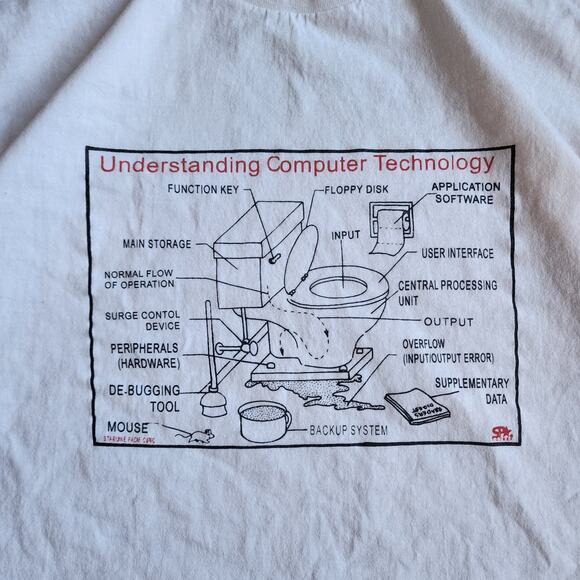 Understanding Computer Technology
FUNCTION KEY
FLOPPY DISK
APPLICATION
SOFTWARE
MAIN STORAGE
INPUT
USER INTERFACE
NORMAL FLOW
OF OPERATION
CENTRAL PROCESSING
UNIT
SURGE CONTOL
DEVICE
OUTPUT
PERIPHERALS
(HARDWARE)
OVERFLOW
(INPUT/OUTPUT ERROR)
DE-BUGGING
TOOL
SUPPLEMENTARY
DATA
READERS
DIGEST
MOUSE
BACKUP SYSTEM